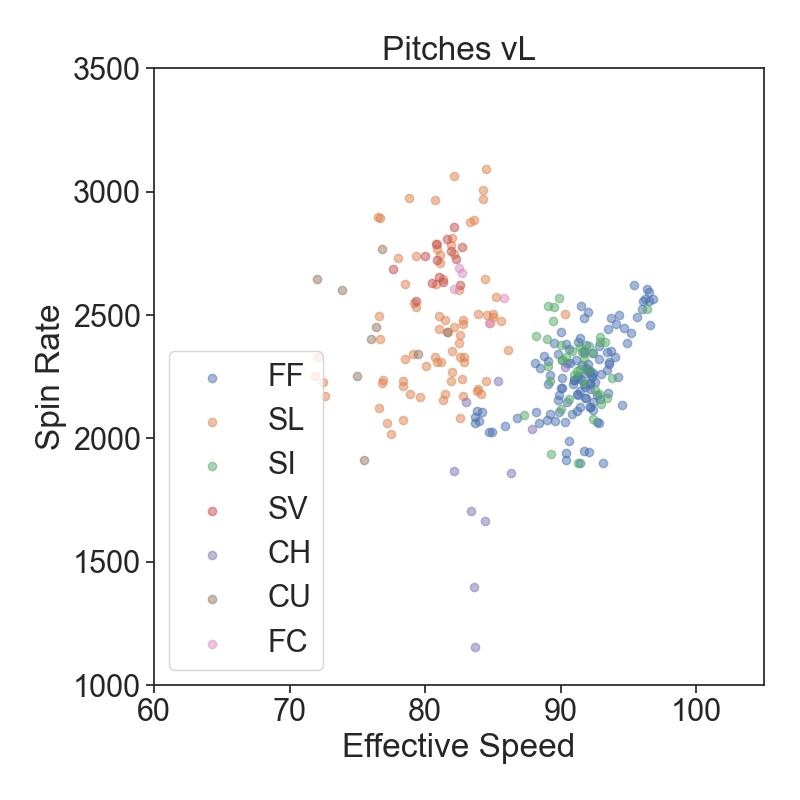 Pitches vL
3500
3000
2500
2000
1500
1000
Spin Rate
FF
SL
SI
SV
CH
CU
FC
60 70 80 90 100
Effective Speed